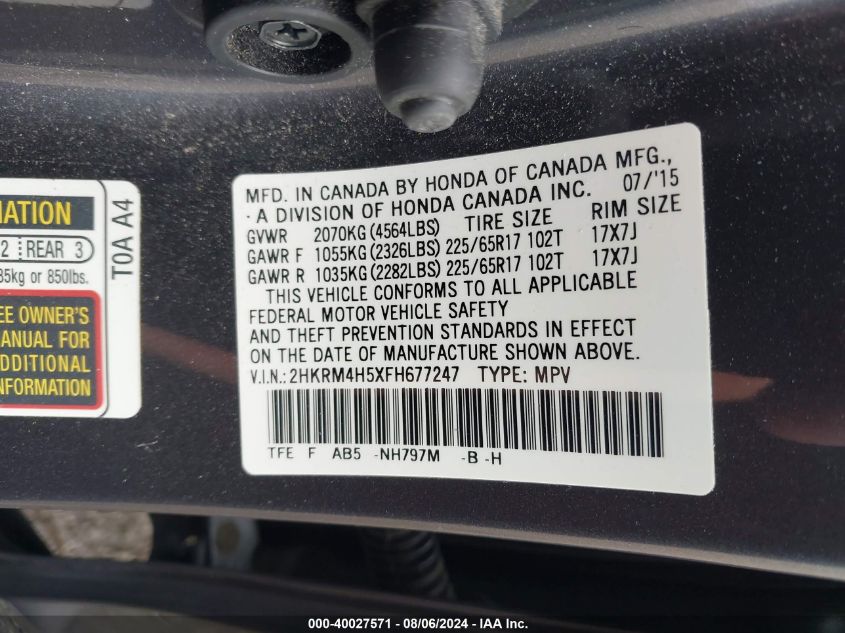 MATION
2 REAR 3
85kg or 850lbs.
EE OWNER'S
MANUAL FOR
ADDITIONAL
INFORMATION
T0A A4
MFD. IN CANADA BY HONDA OF CANADA MFG.,
· A DIVISION OF HONDA CANADA INC. 07/'15
GVWR 2070KG (4564LBS) TIRE SIZE RIM SIZE
GAWR F 1055KG (2326LBS) 225/65R17 102T 17X7J
GAWR R 1035KG (2282LBS) 225/65R17 102T 17X7J
THIS VEHICLE CONFORMS TO ALL APPLICABLE
FEDERAL MOTOR VEHICLE SAFETY
AND THEFT PREVENTION STANDARDS IN EFFECT
ON THE DATE OF MANUFACTURE SHOWN ABOVE.
V.I.N.: 2HKRM4H5XFH677247 TYPE: MPV
TFE F AB5 -NH797M -B -H
000-40027571 - 08/06/2024 - IAA Inc.